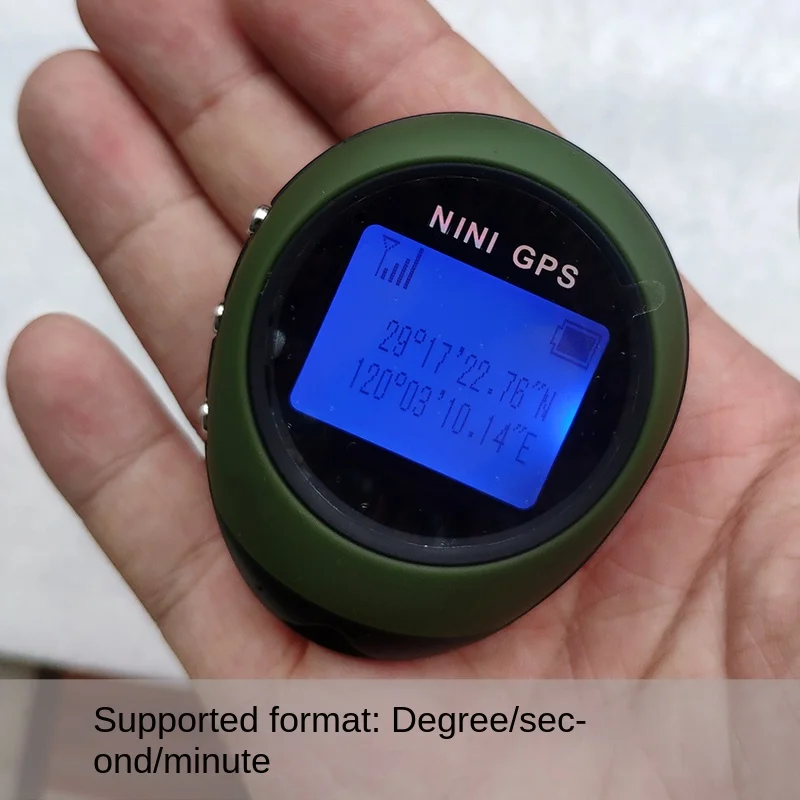 NINI GPS
29°17'22.76"N
120°03'10.14"E
Supported format: Degree/sec-
ond/minute